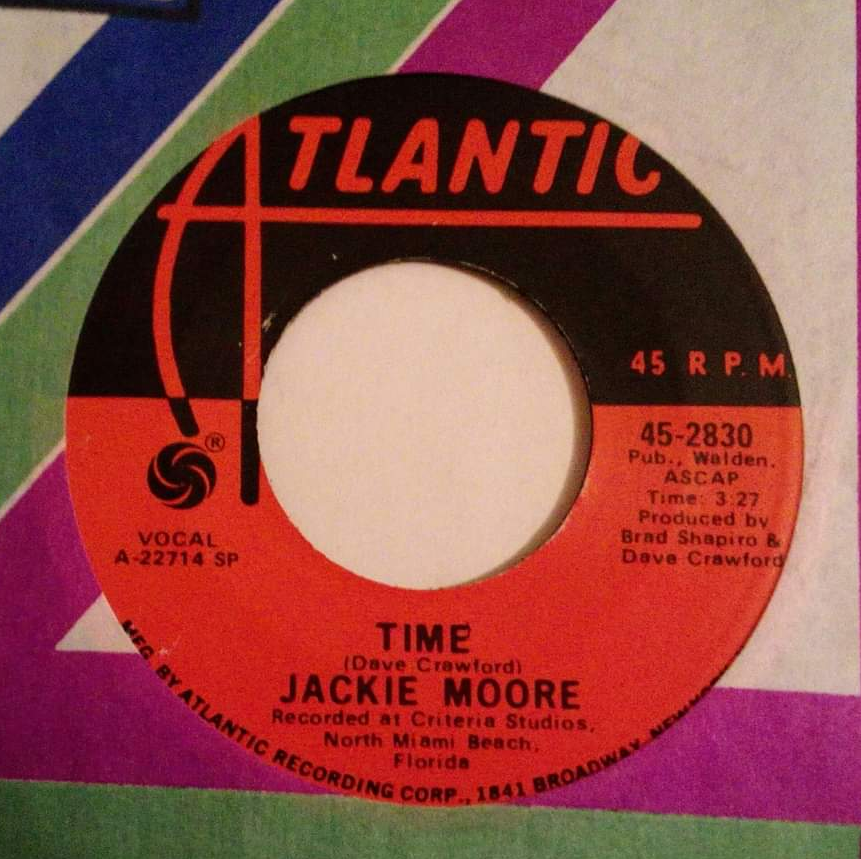 ATLANTIC
45 R.P.M.
®
VOCAL
A-22714 SP
45-2830
Pub., Walden.
ASCAP
Time: 3:27
Produced by
Brad Shapiro &
Dave Crawford
TIME
(Dave Crawford)
JACKIE MOORE
Recorded at Criteria Studios,
North Miami Beach,
Florida
MFG. BY ATLANTIC RECORDING CORP., 1841 BROADWAY, NEW